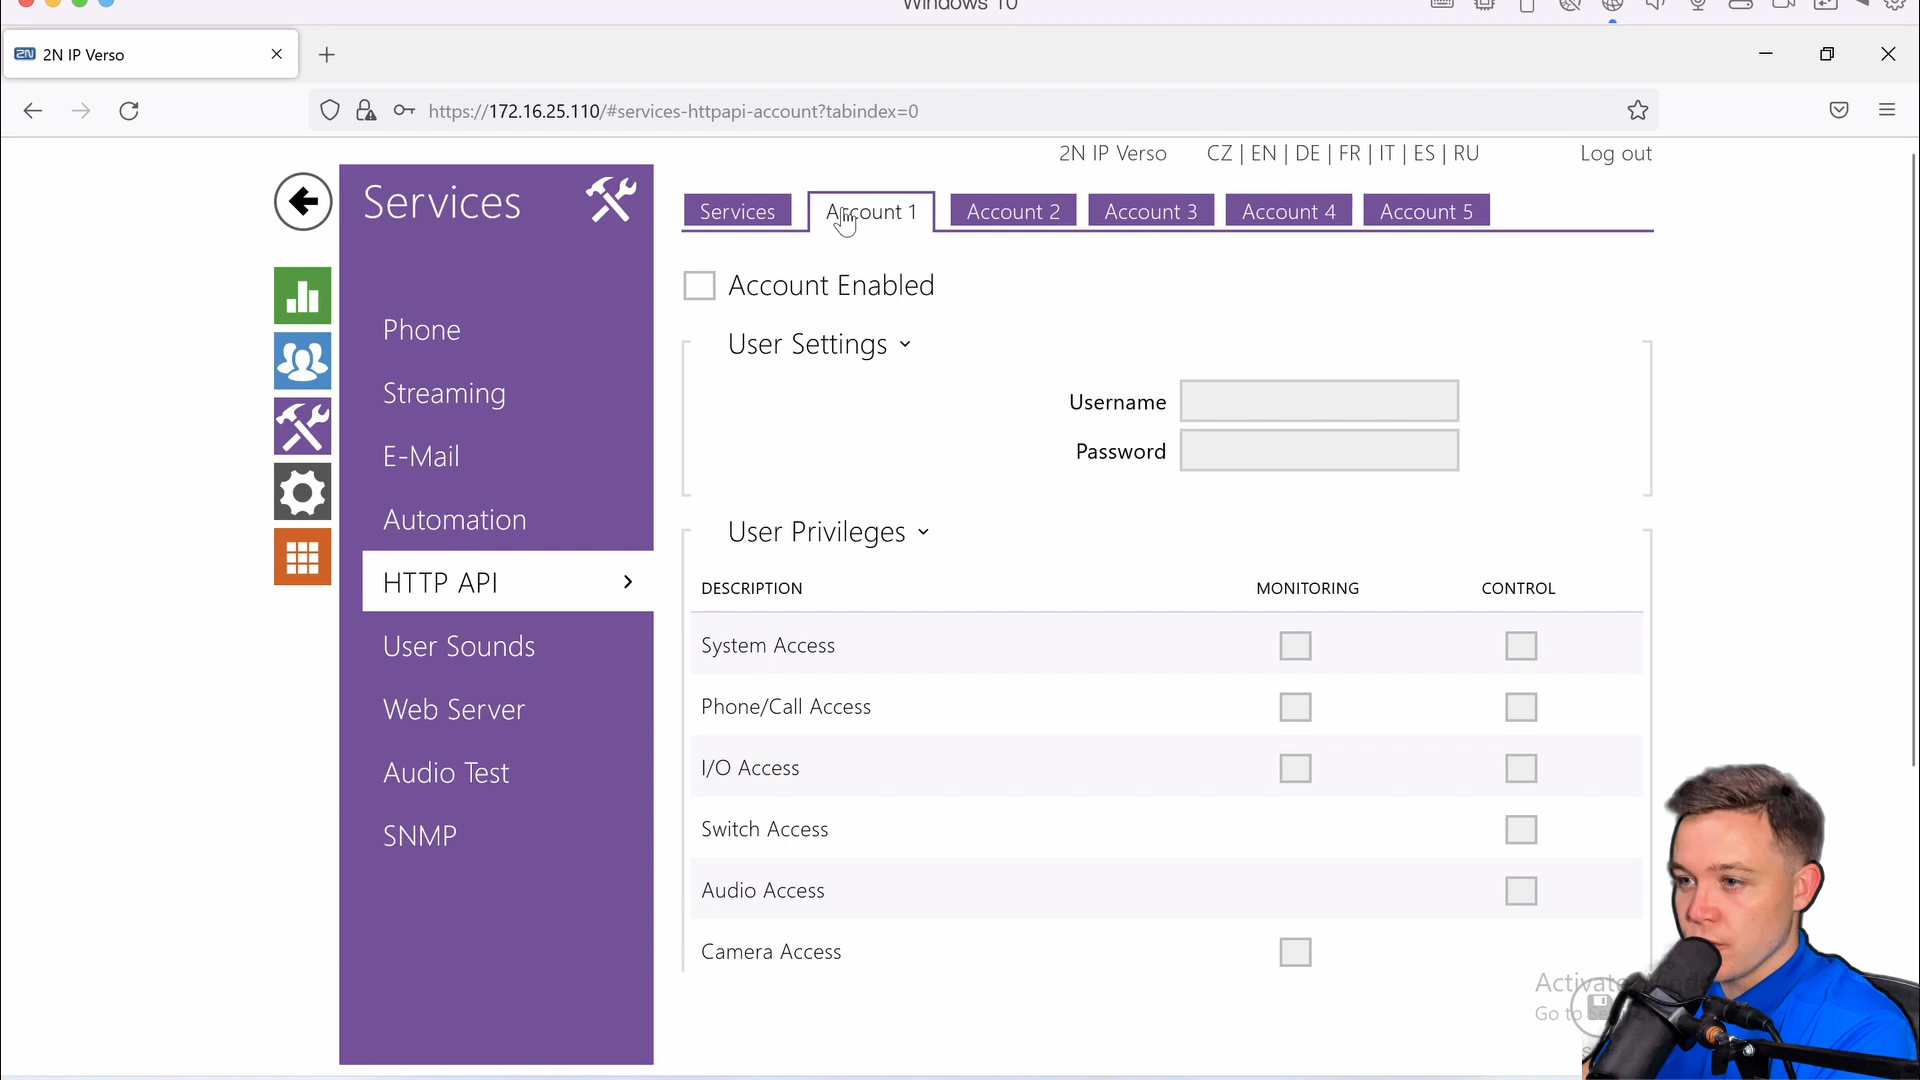 Windows 10
2N IP Verso
https://172.16.25.110/#services-httpapi-account?tabindex=0
2N IP Verso CZ | EN | DE | FR | IT | ES | RU Log out
Services
Services Account 1 Account 2 Account 3 Account 4 Account 5
Account Enabled
User Settings
Username
Password
Phone
Streaming
E-Mail
Automation
HTTP API
User Sounds
Web Server
Audio Test
SNMP
User Privileges
DESCRIPTION MONITORING CONTROL
System Access
Phone/Call Access
I/O Access
Switch Access
Audio Access
Camera Access
Activate
Go to